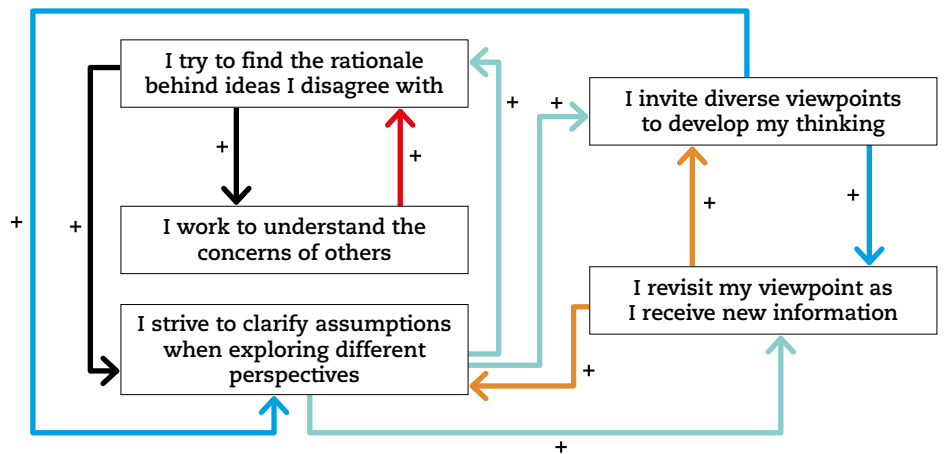 I try to find the rationale
behind ideas I disagree with
I invite diverse viewpoints
to develop my thinking
I work to understand the
concerns of others
I revisit my viewpoint as
I receive new information
I strive to clarify assumptions
when exploring different
perspectives
+
+
+
+
+
+
+
+
+
+